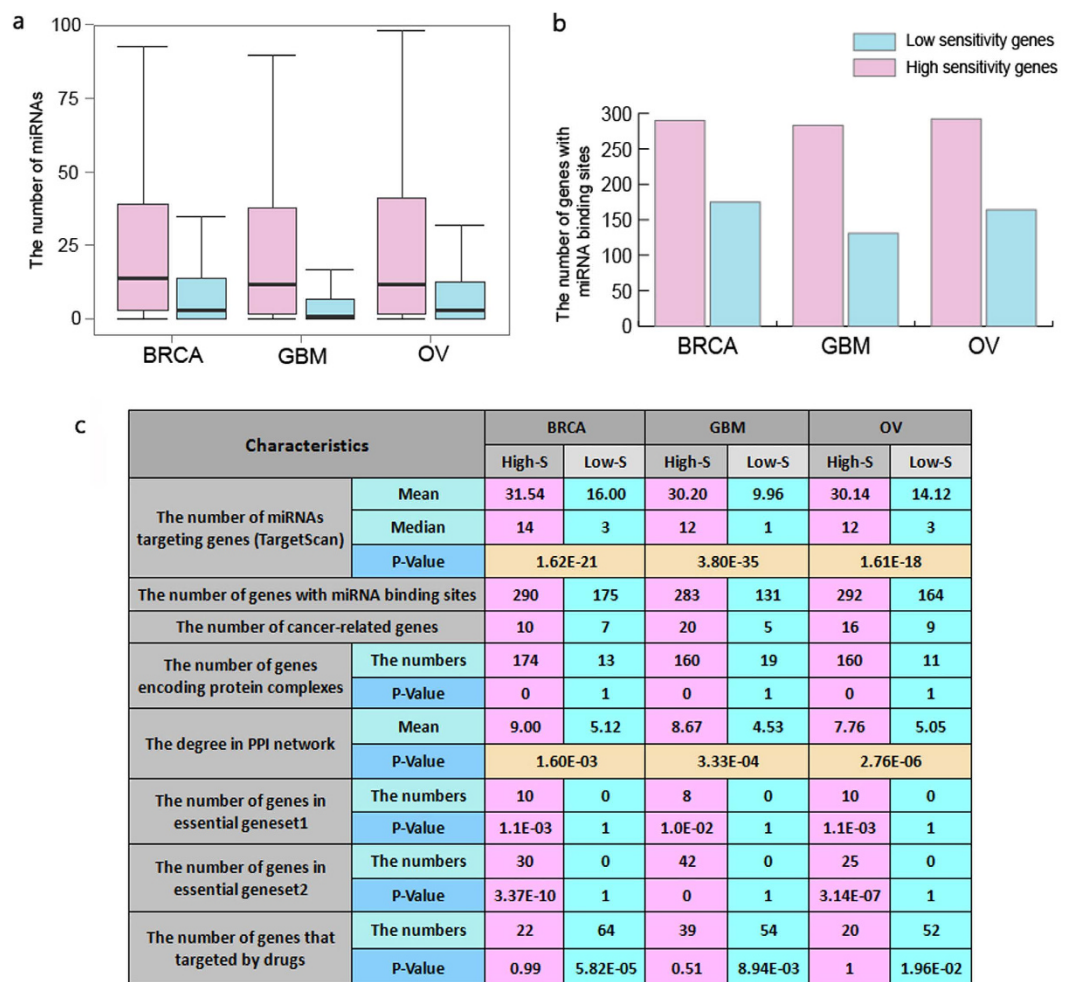 a
100
75
50
25
0
The number of miRNAs
BRCA
GBM
OV
b
Low sensitivity genes
High sensitivity genes
300
250
200
150
100
50
0
The number of genes with
miRNA binding sites
BRCA
GBM
OV
c
Characteristics
BRCA
GBM
OV
High-S
Low-S
High-S
Low-S
High-S
Low-S
The number of miRNAs
targeting genes (TargetScan)
Mean
31.54
16.00
30.20
9.96
30.14
14.12
Median
14
3
12
1
12
3
P-Value
1.62E-21
3.80E-35
1.61E-18
The number of genes with miRNA binding sites
290
175
283
131
292
164
The number of cancer-related genes
10
7
20
5
16
9
The number of genes
encoding protein complexes
The numbers
174
13
160
19
160
11
P-Value
0
1
0
1
0
1
The degree in PPI network
Mean
9.00
5.12
8.67
4.53
7.76
5.05
P-Value
1.60E-03
3.33E-04
2.76E-06
The number of genes in
essential geneset1
The numbers
10
0
8
0
10
0
P-Value
1.1E-03
1
1.0E-02
1
1.1E-03
1
The number of genes in
essential geneset2
The numbers
30
0
42
0
25
0
P-Value
3.37E-10
1
0
1
3.14E-07
1
The number of genes that
targeted by drugs
The numbers
22
64
39
54
20
52
P-Value
0.99
5.82E-05
0.51
8.94E-03
1
1.96E-02